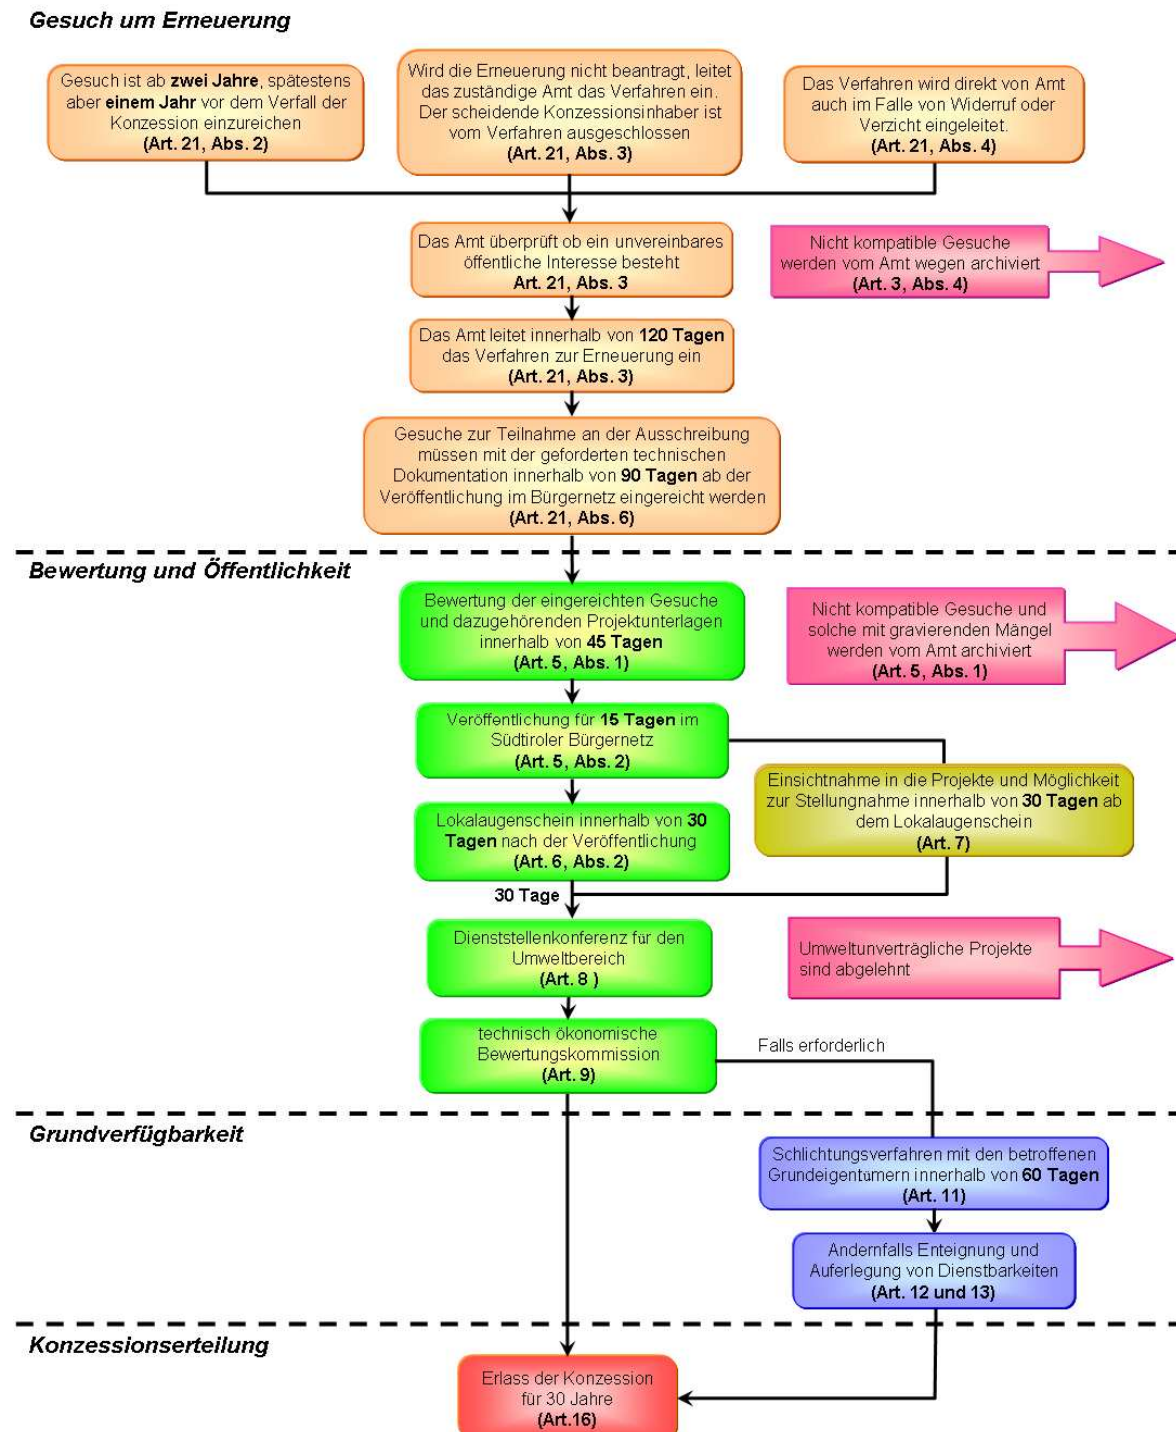 Gesuch um Erneuerung
Gesuch ist ab zwei Jahre, spätestens
aber einem Jahr vor dem Verfall der
Konzession einzureichen
(Art. 21, Abs. 2)
Wird die Erneuerung nicht beantragt, leitet
das zuständige Amt das Verfahren ein.
Der scheidende Konzessionsinhaber ist
vom Verfahren ausgeschlossen
(Art. 21, Abs. 3)
Das Verfahren wird direkt von Amt
auch im Falle von Widerruf oder
Verzicht eingeleitet.
(Art. 21, Abs. 4)
Das Amt überprüft ob ein unvereinbares
öffentliche Interesse besteht
Art. 21, Abs. 3
Nicht kompatible Gesuche
werden vom Amt wegen archiviert
(Art. 3, Abs. 4)
Das Amt leitet innerhalb von 120 Tagen
das Verfahren zur Erneuerung ein
(Art. 21, Abs. 3)
Gesuche zur Teilnahme an der Ausschreibung
müssen mit der geforderten technischen
Dokumentation innerhalb von 90 Tagen ab der
Veröffentlichung im Bürgernetz eingereicht werden
(Art. 21, Abs. 6)
Bewertung und Öffentlichkeit
Bewertung der eingereichten Gesuche
und dazugehörenden Projektunterlagen
innerhalb von 45 Tagen
(Art. 5, Abs. 1)
Nicht kompatible Gesuche und
solche mit gravierenden Mängel
werden vom Amt archiviert
(Art. 5, Abs. 1)
Veröffentlichung für 15 Tagen im
Südtiroler Bürgernetz
(Art. 5, Abs. 2)
Einsichtnahme in die Projekte und Möglichkeit
zur Stellungnahme innerhalb von 30 Tagen ab
dem Lokalaugenschein
(Art. 7)
Lokalaugenschein innerhalb von 30
Tagen nach der Veröffentlichung
(Art. 6, Abs. 2)
30 Tage
Dienststellenkonferenz für den
Umweltbereich
(Art. 8 )
Umweltunverträgliche Projekte
sind abgelehnt
technisch ökonomische
Bewertungskommission
(Art. 9)
Falls erforderlich
Grundverfügbarkeit
Schlichtungsverfahren mit den betroffenen
Grundeigentümern innerhalb von 60 Tagen
(Art. 11)
Andernfalls Enteignung und
Auferlegung von Dienstbarkeiten
(Art. 12 und 13)
Konzessionserteilung
Erlass der Konzession
für 30 Jahre
(Art.16)